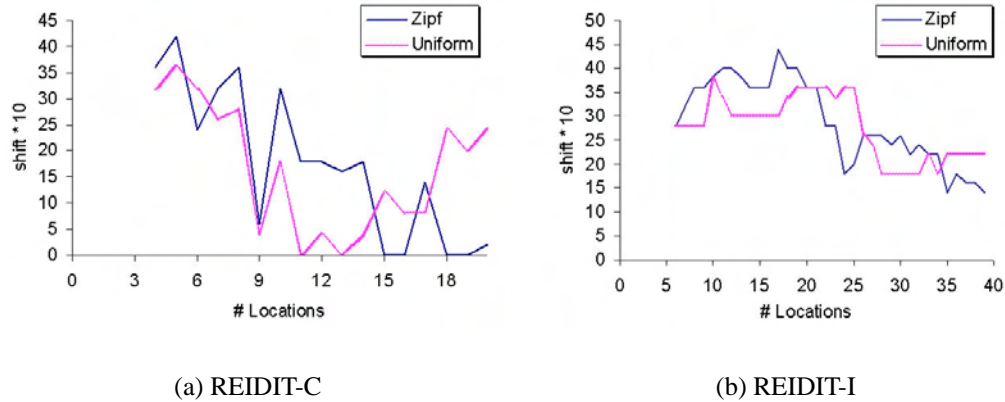 45
40
35
30
25
20
15
10
5
0
shift * 10
0 3 6 9 12 15 18
# Locations
Zipf
Uniform
(a) REIDIT-C
50
45
40
35
30
25
20
15
10
5
0
shift * 10
0 5 10 15 20 25 30 35 40
# Locations
Zipf
Uniform
(b) REIDIT-I